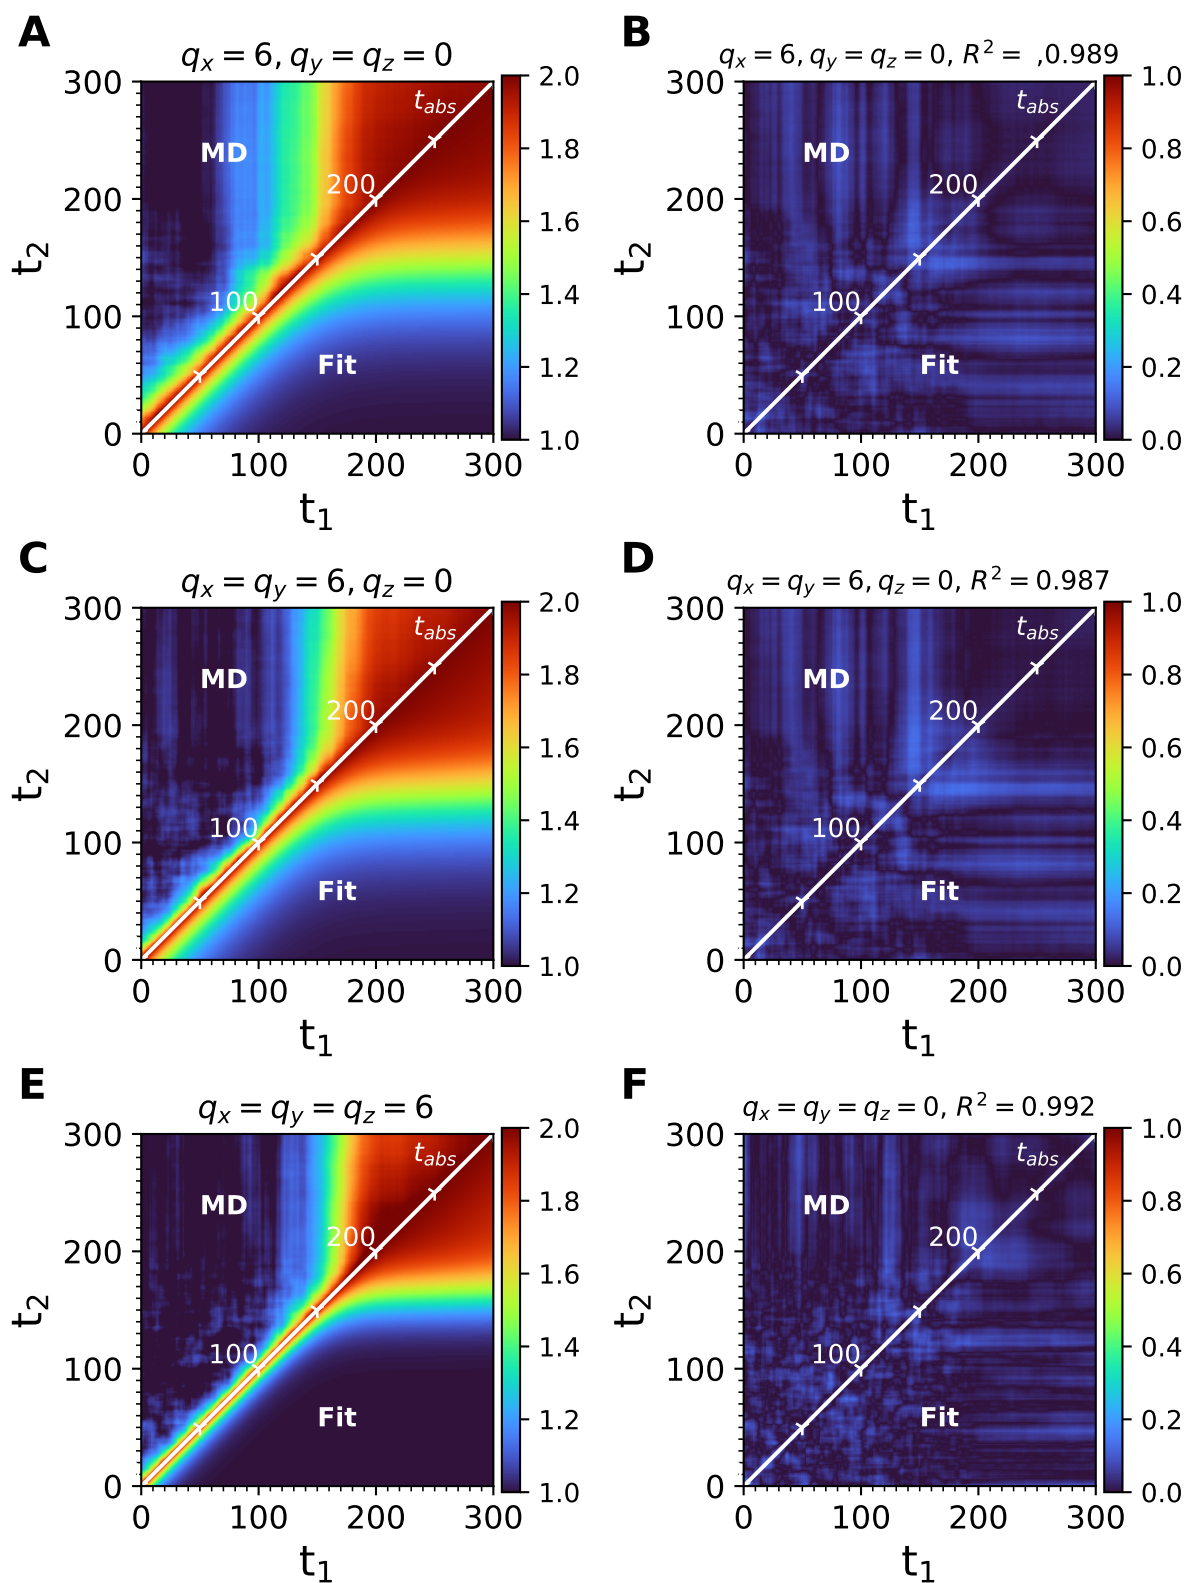 A
q_x = 6, q_y = q_z = 0
300
200
100
0
t_2
0 100 200 300
t_1
MD
Fit
t_abs
200
100
2.0
1.8
1.6
1.4
1.2
1.0
B
q_x = 6, q_y = q_z = 0, R^2 = ,0.989
300
200
100
0
t_2
0 100 200 300
t_1
MD
Fit
t_abs
200
100
1.0
0.8
0.6
0.4
0.2
0.0
C
q_x = q_y = 6, q_z = 0
300
200
100
0
t_2
0 100 200 300
t_1
MD
Fit
t_abs
200
100
2.0
1.8
1.6
1.4
1.2
1.0
D
q_x = q_y = 6, q_z = 0, R^2 = 0.987
300
200
100
0
t_2
0 100 200 300
t_1
MD
Fit
t_abs
200
100
1.0
0.8
0.6
0.4
0.2
0.0
E
q_x = q_y = q_z = 6
300
200
100
0
t_2
0 100 200 300
t_1
MD
Fit
t_abs
200
100
2.0
1.8
1.6
1.4
1.2
1.0
F
q_x = q_y = q_z = 0, R^2 = 0.992
300
200
100
0
t_2
0 100 200 300
t_1
MD
Fit
t_abs
200
100
1.0
0.8
0.6
0.4
0.2
0.0